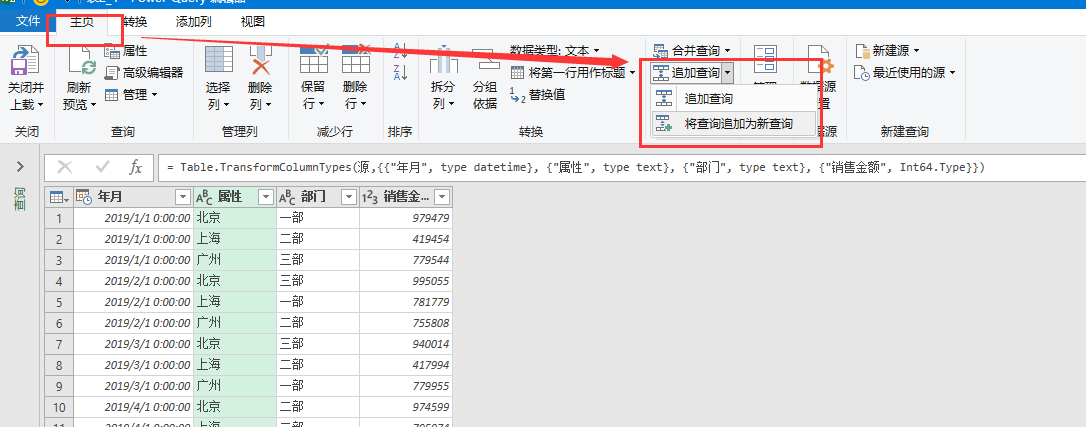 Power Query 编辑器
文件 主页 转换 添加列 视图
关闭并上载
刷新预览
属性
高级编辑器
管理
选择列
删除列
保留行
删除行
拆分列
分组依据
数据类型: 文本
将第一行用作标题
替换值
合并查询
追加查询
追加查询
将查询追加为新查询
新建源
最近使用的源
关闭 查询 管理列 减少行 排序 转换 新建查询
查询
fx = Table.TransformColumnTypes(源,{{"年月", type datetime}, {"属性", type text}, {"部门", type text}, {"销售金额", Int64.Type}})
年月 ABC 属性 ABC 部门 123 销售金...
1 2019/1/1 0:00:00 北京 一部 979479
2 2019/1/1 0:00:00 上海 二部 419454
3 2019/1/1 0:00:00 广州 三部 779544
4 2019/2/1 0:00:00 北京 三部 995055
5 2019/2/1 0:00:00 上海 一部 781779
6 2019/2/1 0:00:00 广州 二部 755808
7 2019/3/1 0:00:00 北京 三部 940014
8 2019/3/1 0:00:00 上海 二部 417994
9 2019/3/1 0:00:00 广州 一部 779955
10 2019/4/1 0:00:00 北京 二部 974599